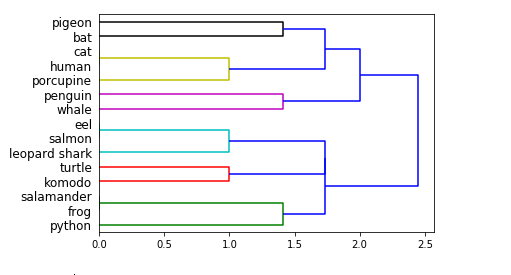 pigeon
bat
cat
human
porcupine
penguin
whale
eel
salmon
leopard shark
turtle
komodo
salamander
frog
python
0.0 0.5 1.0 1.5 2.0 2.5